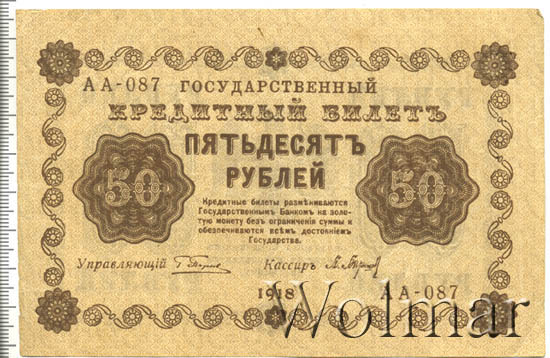 АА-087 ГОСУДАРСТВЕННЫЙ
КРЕДИТНЫЙ БИЛЕТЪ
ПЯТЬДЕСЯТЪ
РУБЛЕЙ
50
50
Кредитные билеты размѣниваются
Государственнымъ Банкомъ на золо-
тую монету безъ ограниченія суммы и
обезпечиваются всѣмъ достояніемъ
Государства.
Управляющій
Кассиръ
1918
АА-087
Wolmar